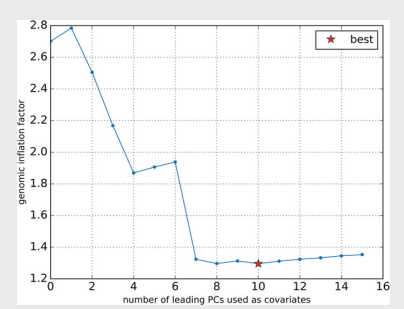 2.8
2.6
2.4
2.2
2.0
1.8
1.6
1.4
1.2
genomic inflation factor
best
0 2 4 6 8 10 12 14 16
number of leading PCs used as covariates